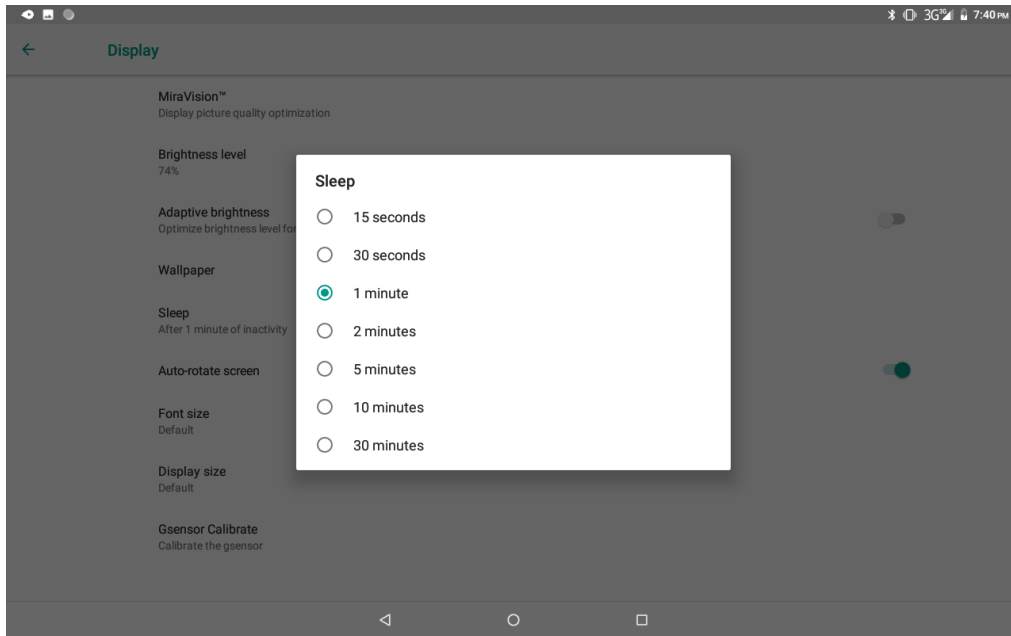 3G 3G 7:40 PM
Display
MiraVision™
Display picture quality optimization
Brightness level
74%
Adaptive brightness
Optimize brightness level for
Wallpaper
Sleep
After 1 minute of inactivity
Auto-rotate screen
Font size
Default
Display size
Default
Gsensor Calibrate
Calibrate the gsensor
Sleep
15 seconds
30 seconds
1 minute
2 minutes
5 minutes
10 minutes
30 minutes